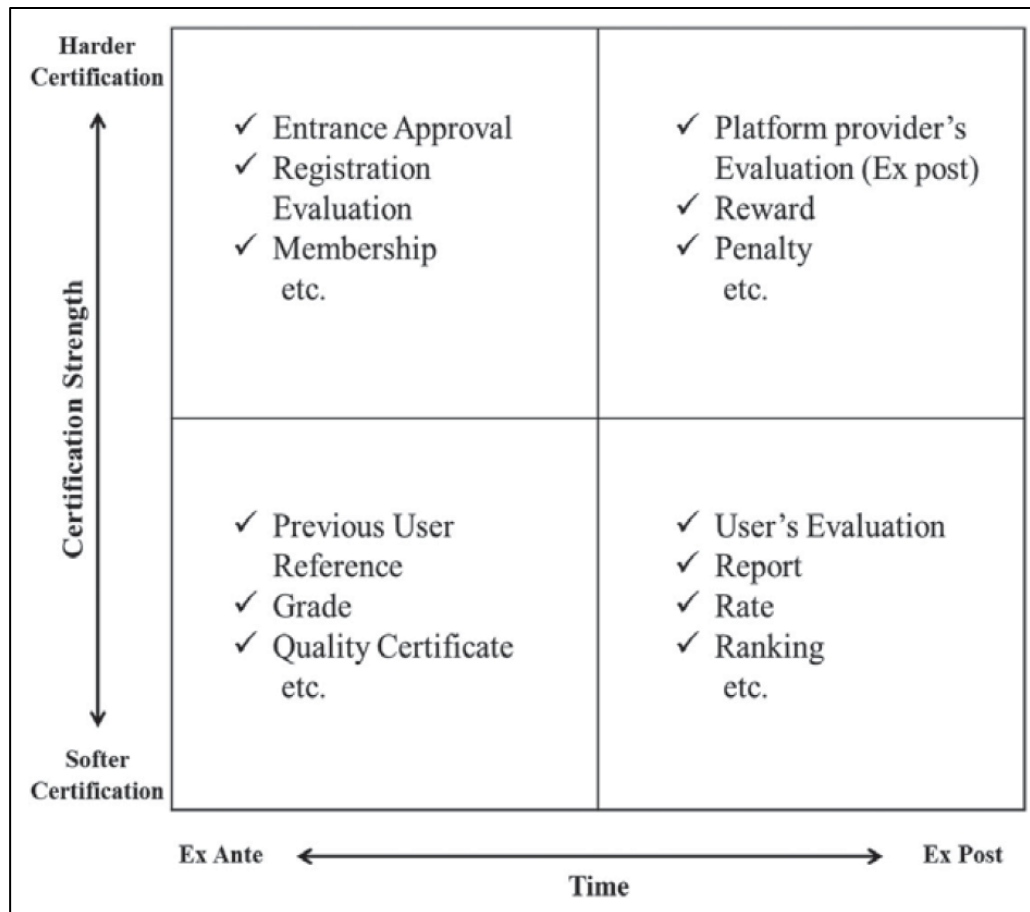 Harder
Certification
Certification Strength
Softer
Certification
✓ Entrance Approval
✓ Registration
Evaluation
✓ Membership
etc.
✓ Platform provider's
Evaluation (Ex post)
✓ Reward
✓ Penalty
etc.
✓ Previous User
Reference
✓ Grade
✓ Quality Certificate
etc.
✓ User's Evaluation
✓ Report
✓ Rate
✓ Ranking
etc.
Ex Ante
Ex Post
Time